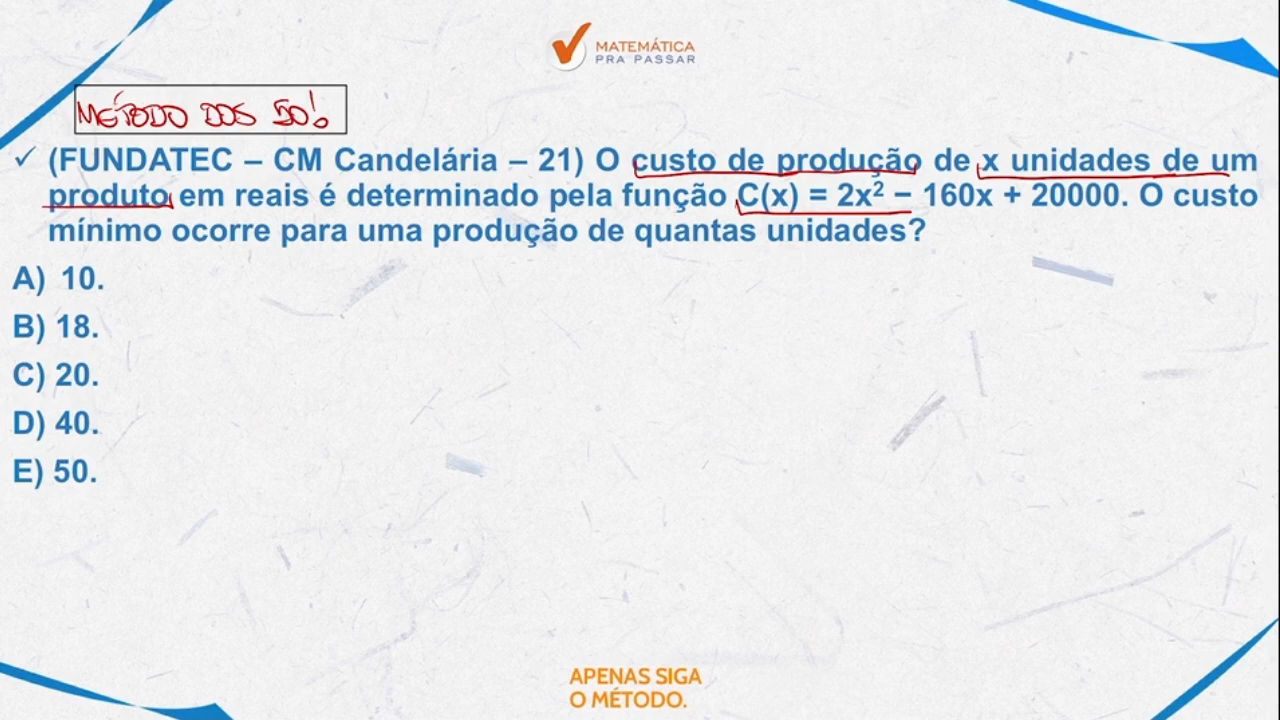 MATEMÁTICA
PRA PASSAR
MÉTODO DOS 50!
✓ (FUNDATEC – CM Candelária – 21) O custo de produção de x unidades de um
produto em reais é determinado pela função C(x) = 2x² − 160x + 20000. O custo
mínimo ocorre para uma produção de quantas unidades?
A) 10.
B) 18.
C) 20.
D) 40.
E) 50.
APENAS SIGA
O MÉTODO.